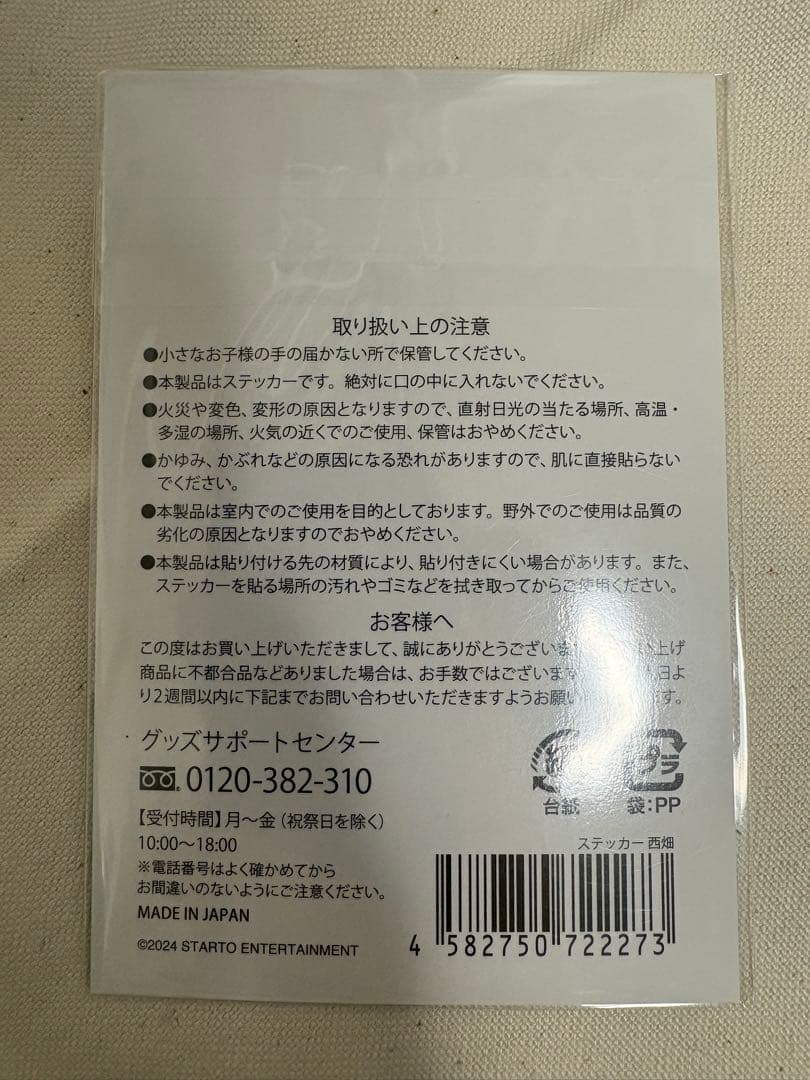 取り扱い上の注意
●小さなお子様の手の届かない所で保管してください。
●本製品はステッカーです。絶対に口の中に入れないでください。
●火災や変色、変形の原因となりますので、直射日光の当たる場所、高温・
多湿の場所、火気の近くでのご使用、保管はおやめください。
●かゆみ、かぶれなどの原因になる恐れがありますので、肌に直接貼らない
でください。
●本製品は室内でのご使用を目的としております。野外でのご使用は品質の
劣化の原因となりますのでおやめください。
●本製品は貼り付ける先の材質により、貼り付きにくい場合があります。また、
ステッカーを貼る場所の汚れやゴミなどを拭き取ってからご使用ください。
お客様へ
この度はお買い上げいただきまして、誠にありがとうござい い上げ
商品に不都合品などありました場合は、お手数ではございます 日よ
り2週間以内に下記までお問い合わせいただきますようお願い ます。
グッズサポートセンター
0120-382-310
【受付時間】月～金（祝祭日を除く）
10:00～18:00
※電話番号はよく確かめてから
お間違いのないようにご注意ください。
MADE IN JAPAN
©2024 STARTO ENTERTAINMENT
プラ
台紙 袋:PP
ステッカー 西畑
4 582750 722273